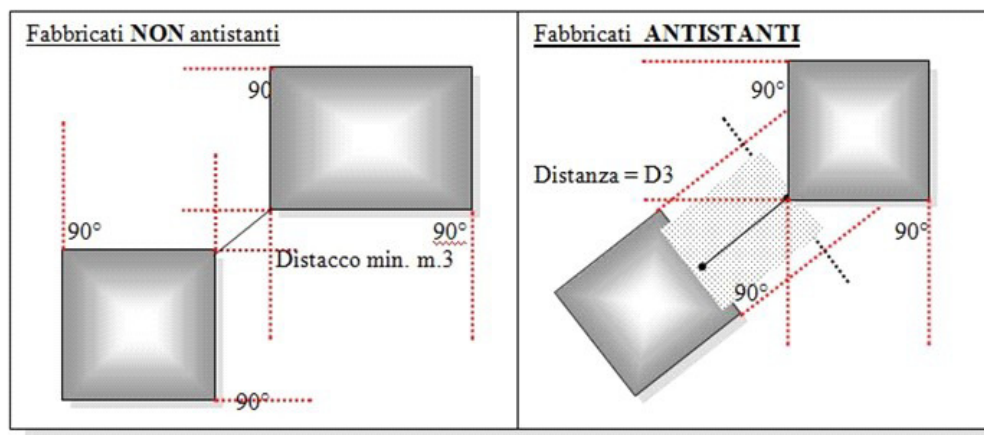 Fabbricati NON antistanti
90
90°
90°
Distacco min. m.3
90°
Fabbricati ANTISTANTI
90°
Distanza = D3
90°
90°